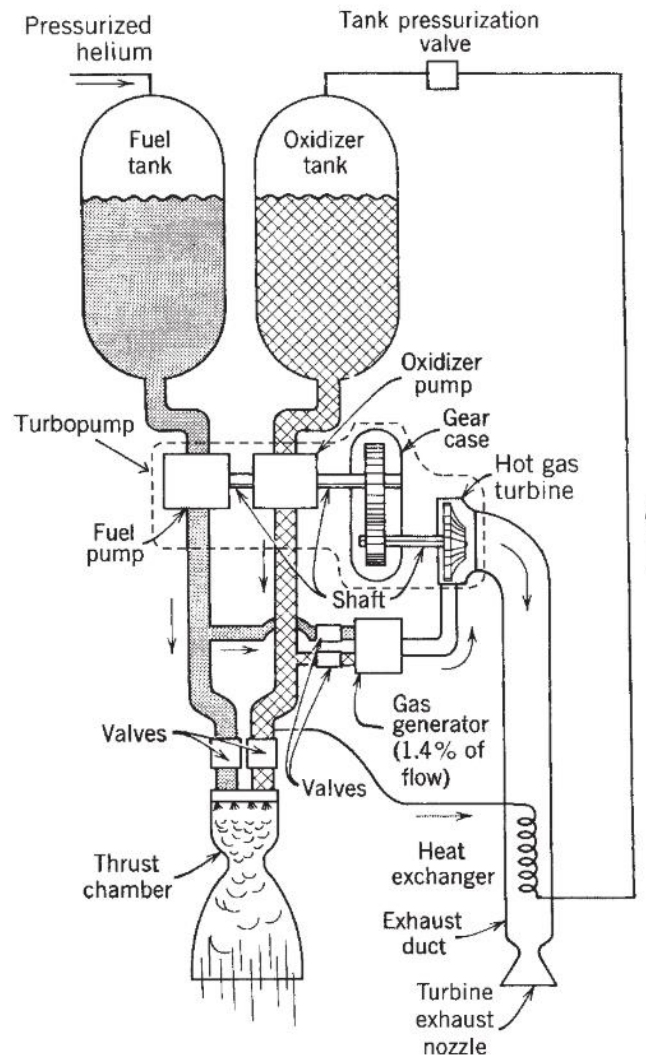 Pressurized
helium
Tank pressurization
valve
Fuel
tank
Oxidizer
tank
Oxidizer
pump
Turbopump
Gear
case
Hot gas
turbine
Fuel
pump
Shaft
Gas
generator
(1.4% of
flow)
Valves
Valves
Thrust
chamber
Heat
exchanger
Exhaust
duct
Turbine
exhaust
nozzle